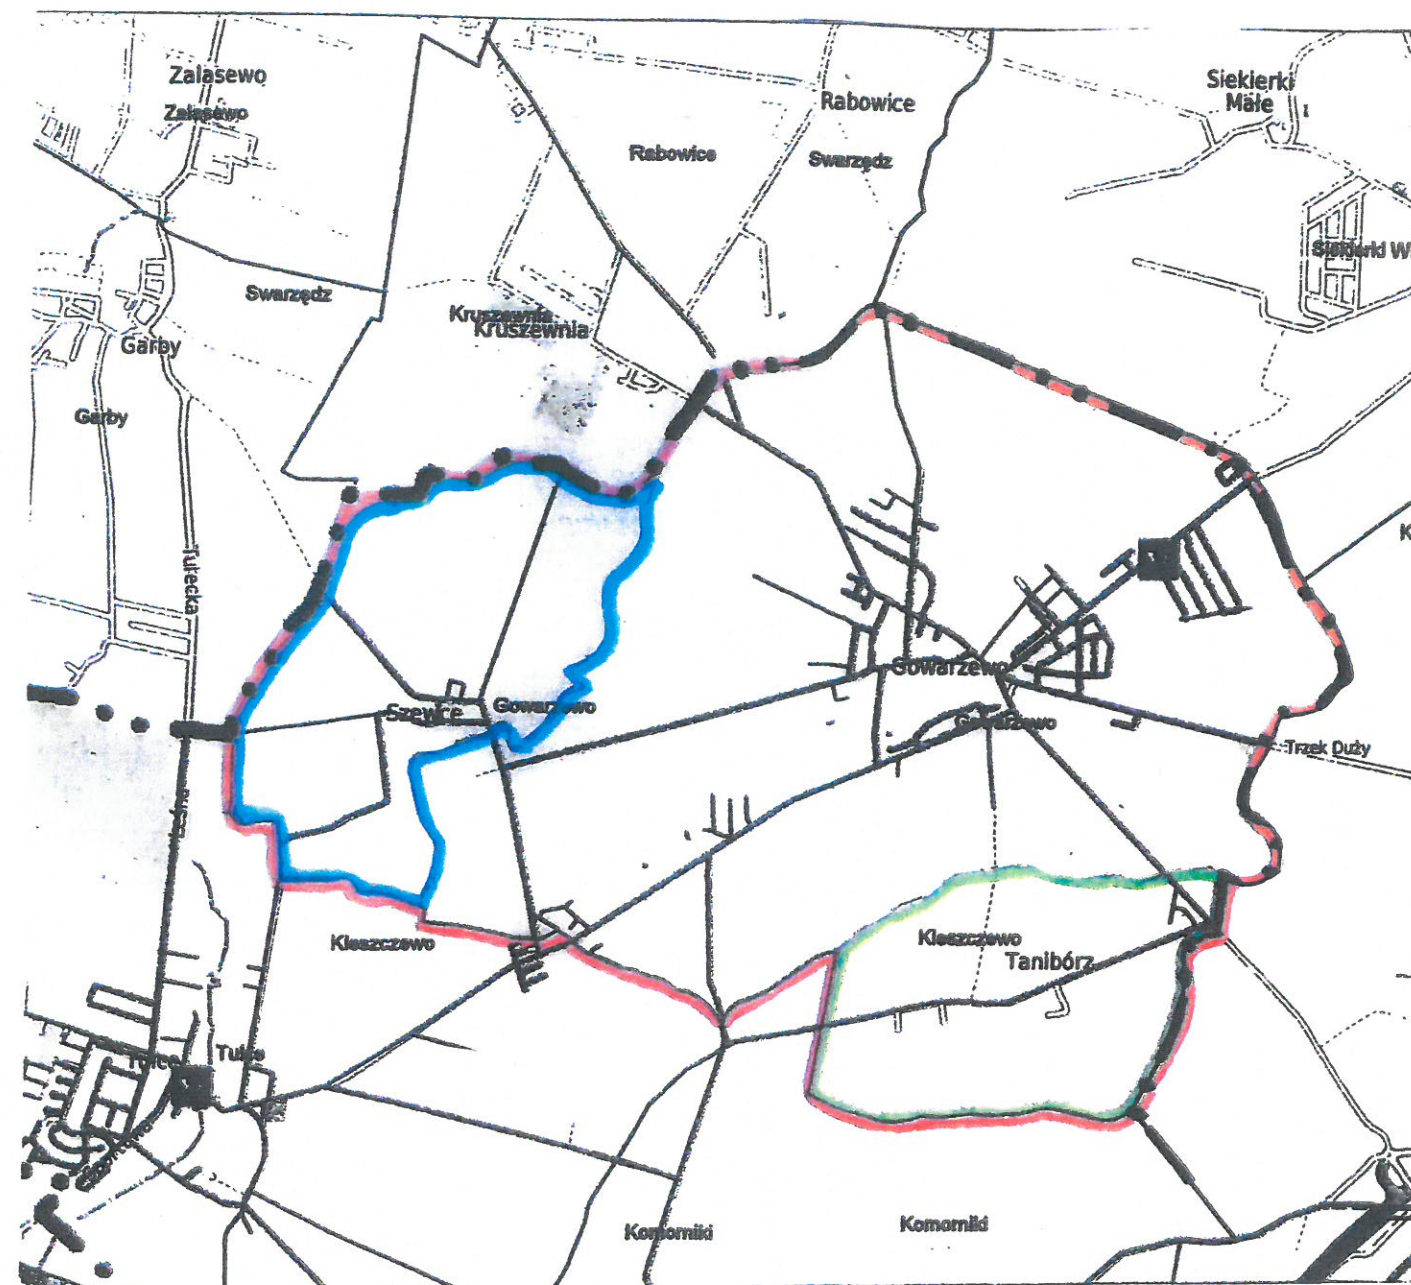 Zalasewo
Zalasewo
Rabowice
Siekierki
Małe
Rabowice
Swarzędz
Siekierki W
Swarzędz
Kruszewnia
Kruszewnia
Garby
Garby
Tulecka
Gowarzewo
Szewce
Gowarzewo
Gowarzewo
Trzek Duży
Kleszczewo
Kleszczewo
Tanibórz
Tulce
Tulce
Komorniki
Komorniki